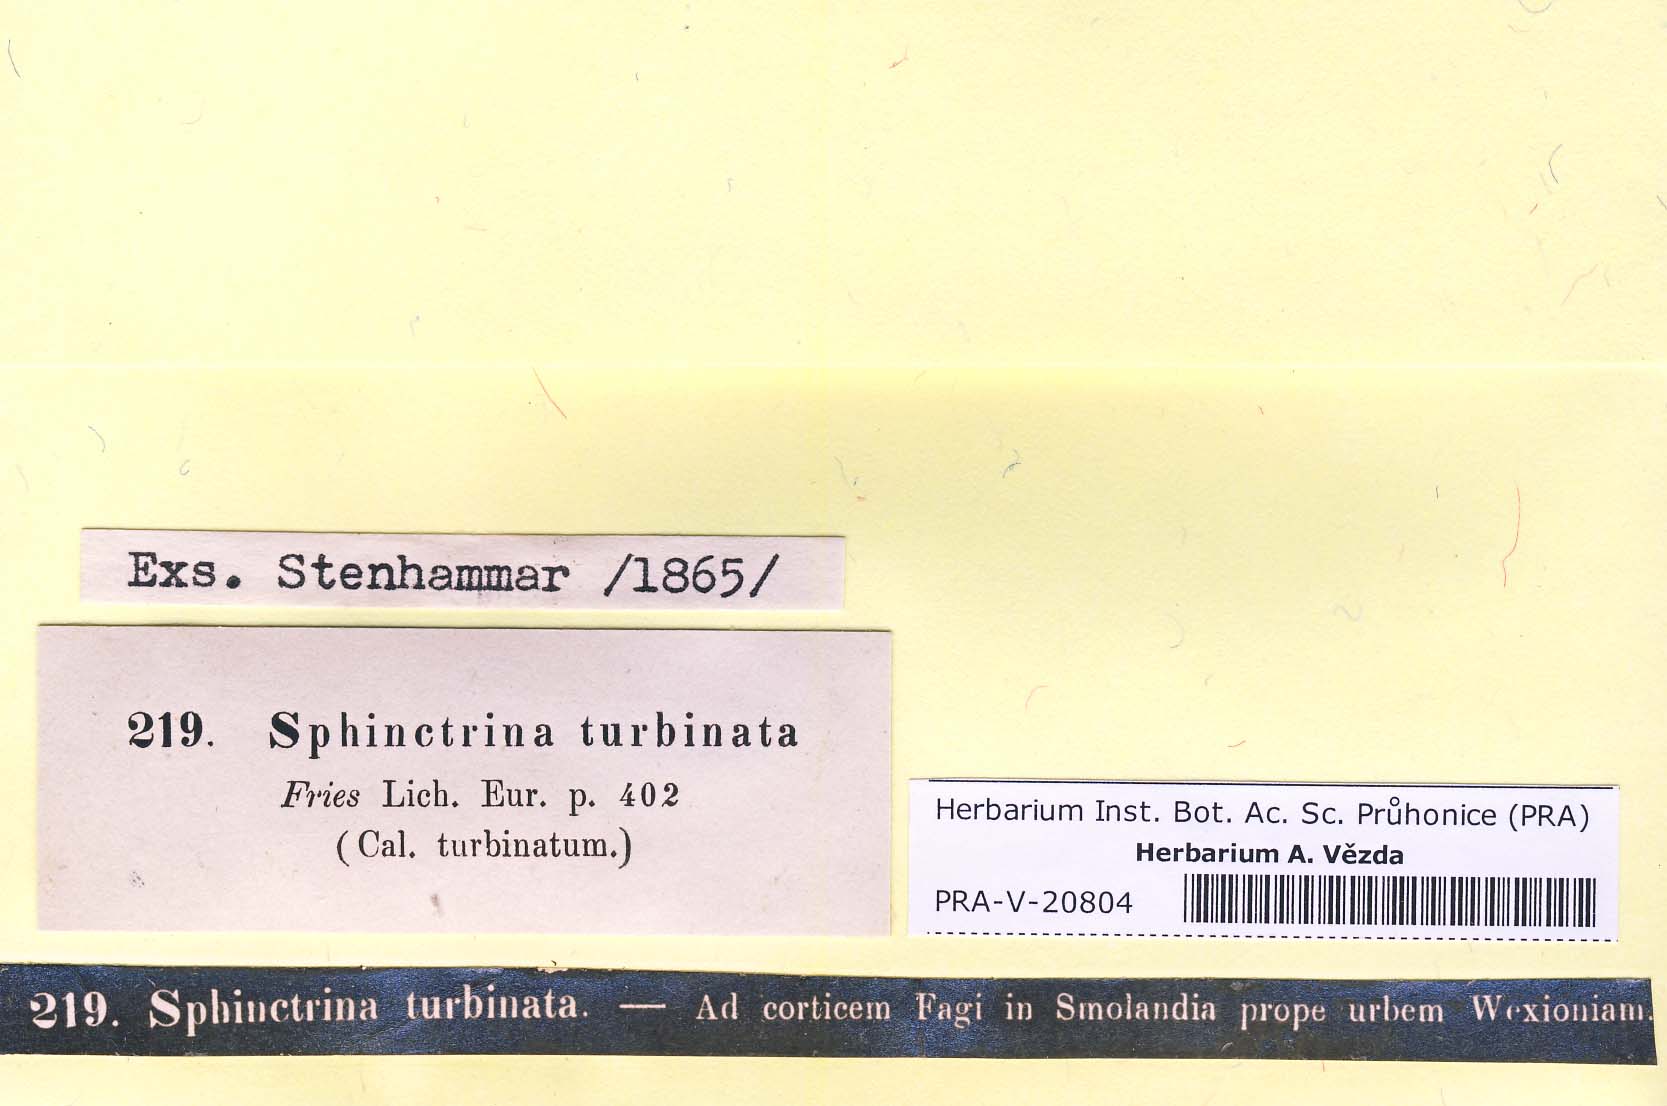 Exs. Stenhammar /1865/
219. Sphinctrina turbinata
Fries Lich. Eur. p. 402
(Cal. turbinatum.)
Herbarium Inst. Bot. Ac. Sc. Průhonice (PRA)
Herbarium A. Vězda
PRA-V-20804
219. Sphinctrina turbinata. — Ad corticem Fagi in Smolandia prope urbem Wexioniam.